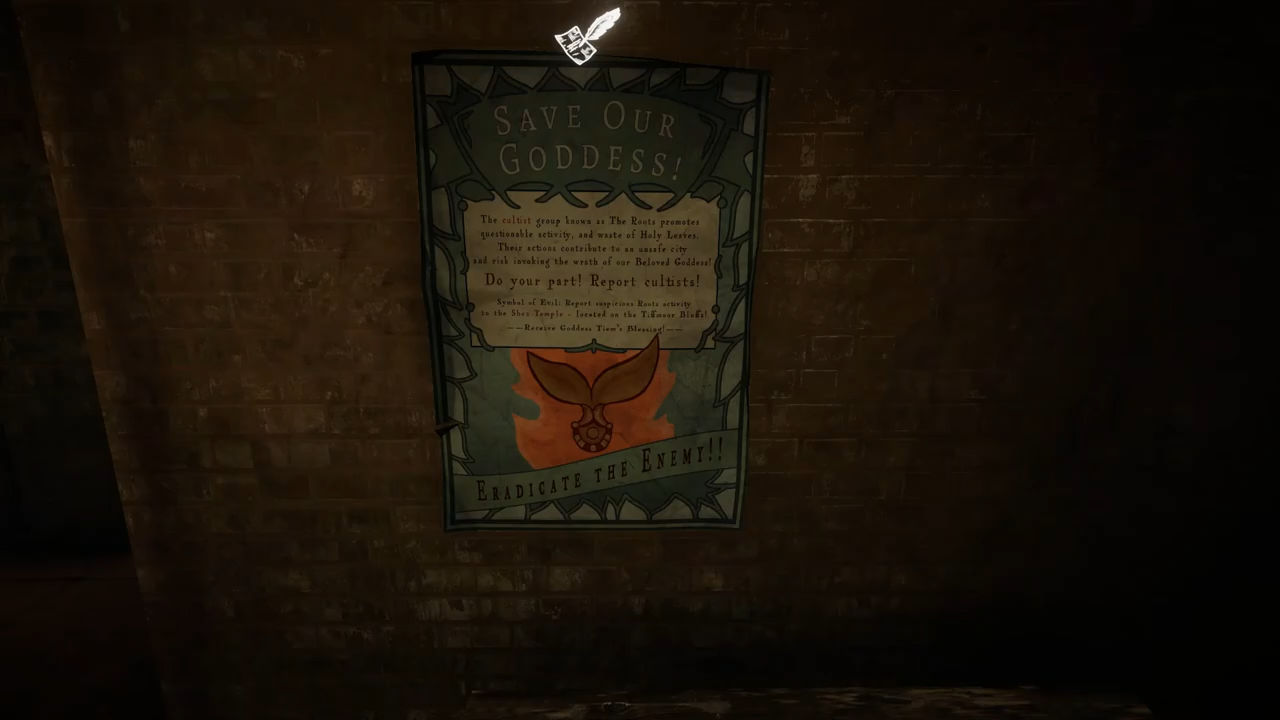 SAVE OUR
GODDESS!
The cultist group known as The Roots promotes
questionable activity, and waste of Holy Leaves.
Their actions contribute to an unsafe city
and risk invoking the wrath of our Beloved Goddess!
Do your part! Report cultists!
Symbol of Evil: Report suspicious Roots activity
to the Shes Temple - located on the Tiffmoor Bluffs!
——Receive Goddess Tiem's Blessing!——
ERADICATE THE ENEMY!!